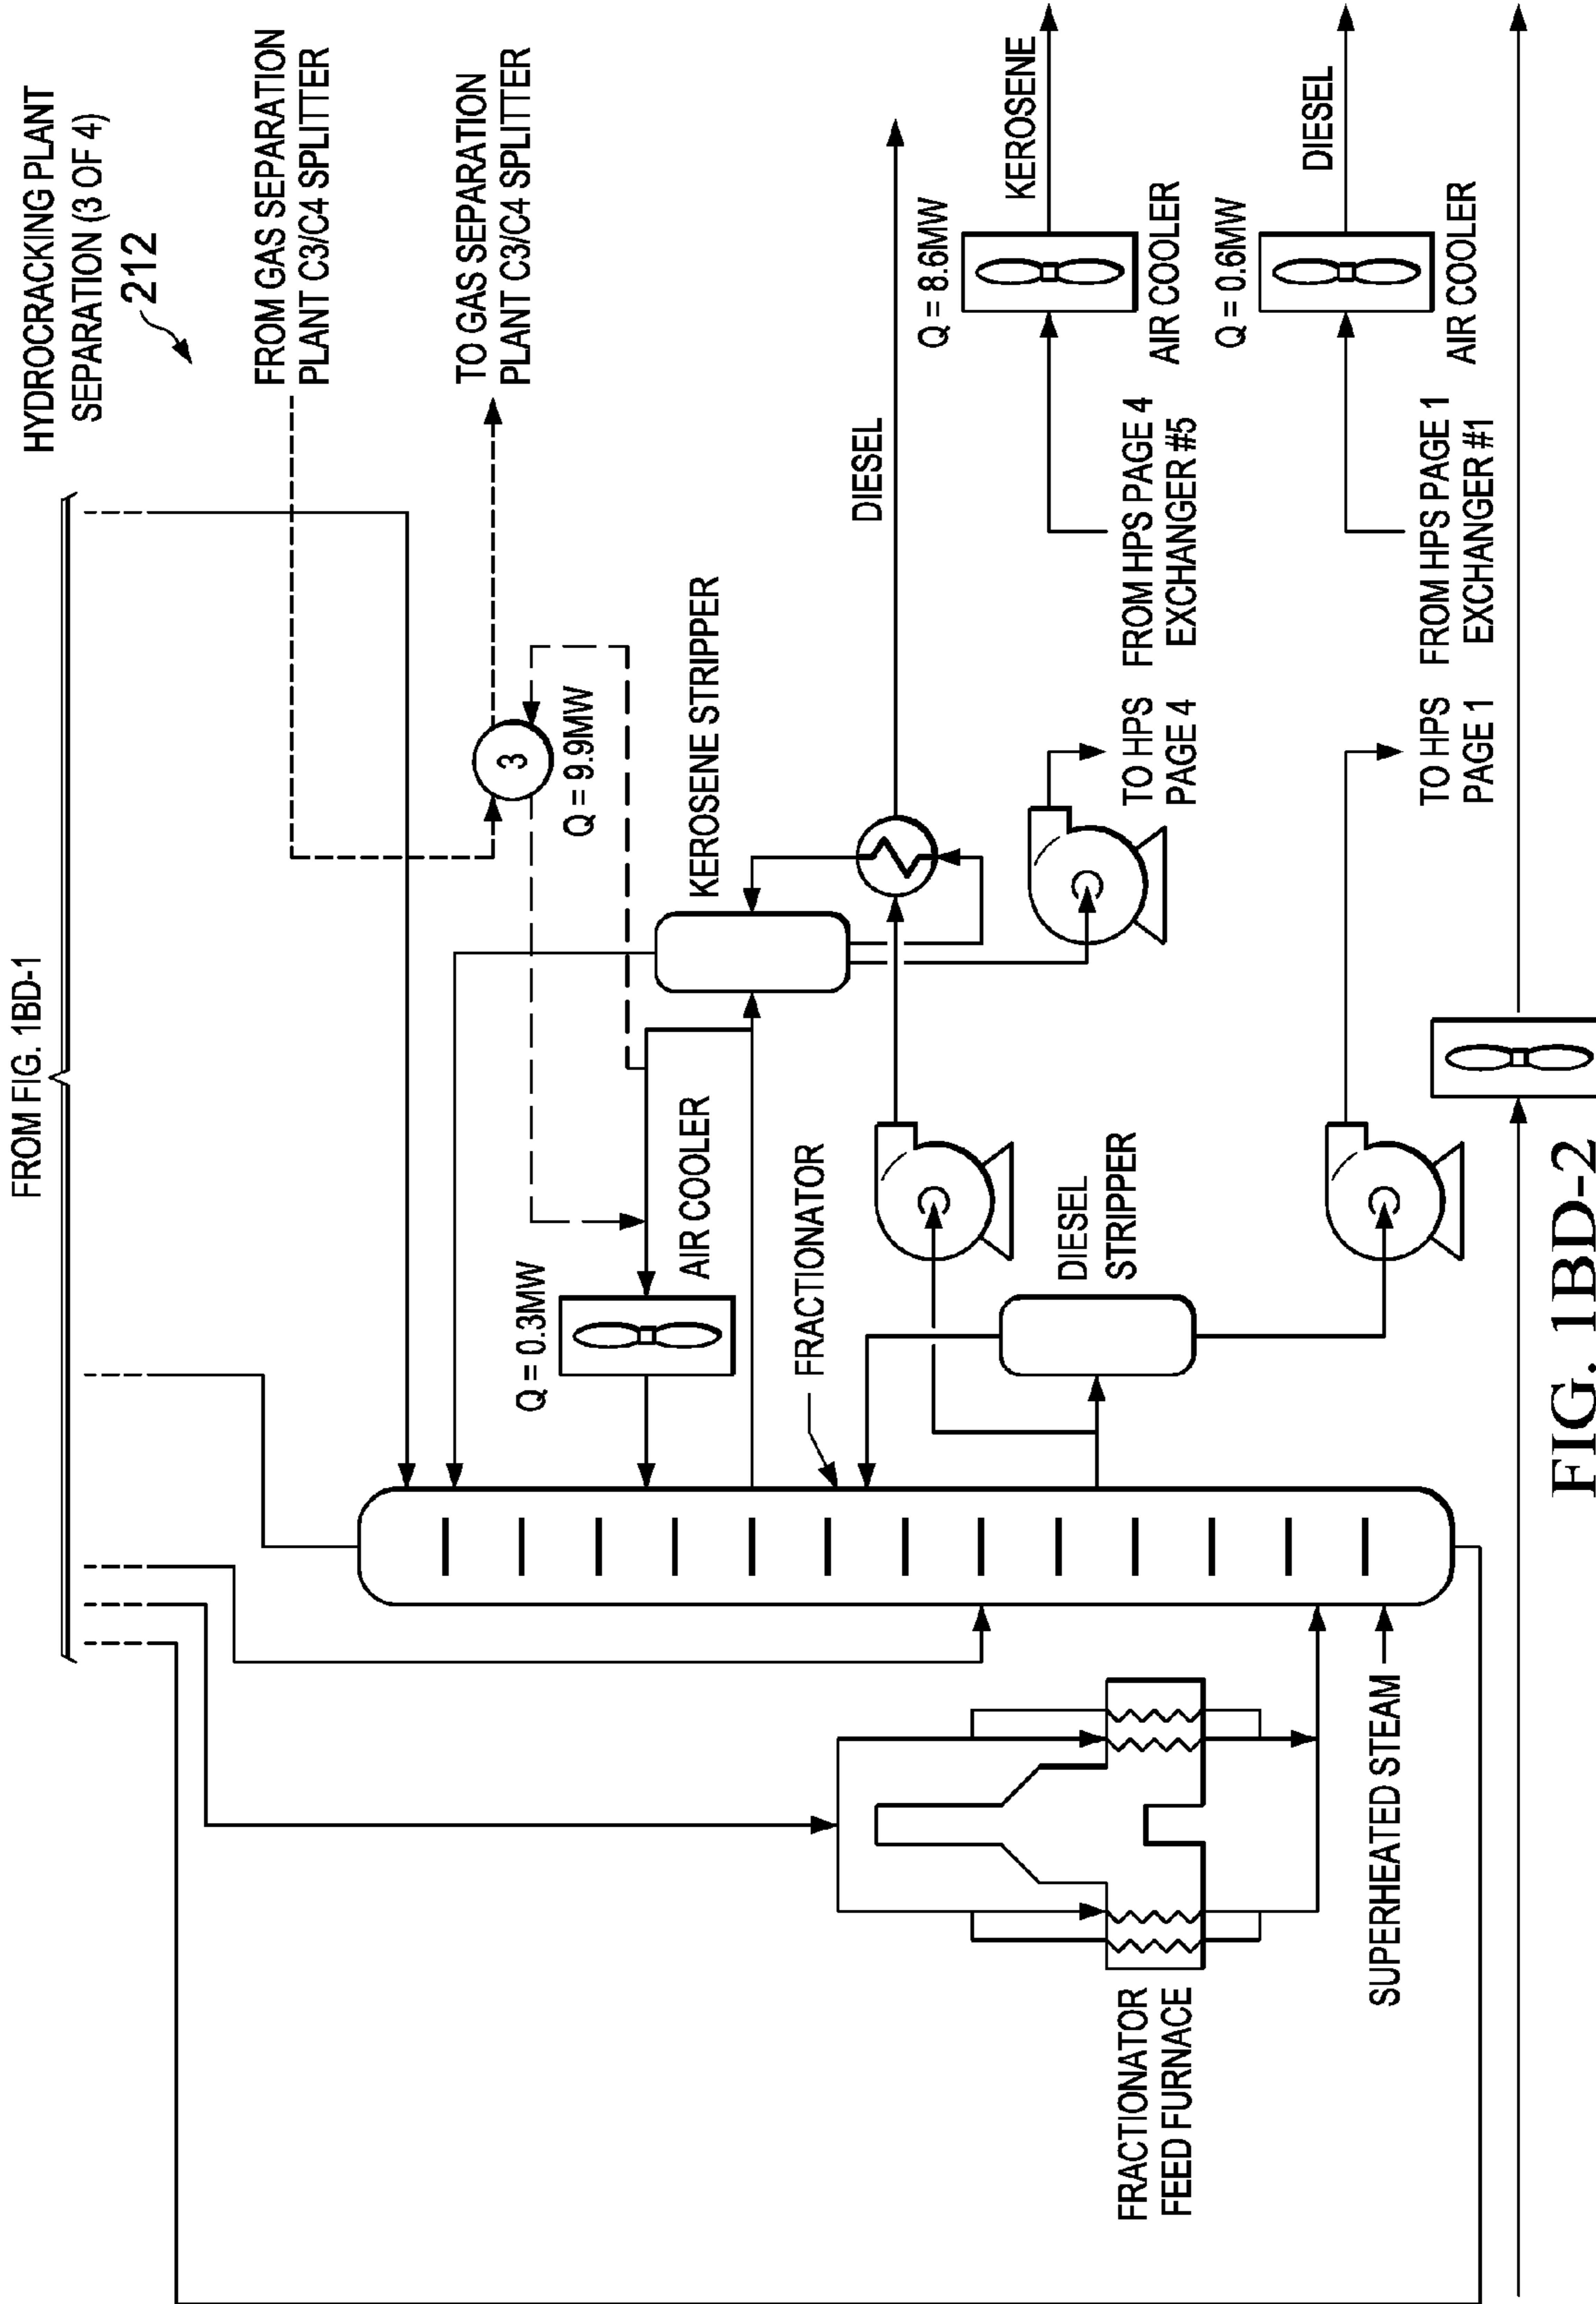 HYDROCRACKING PLANT
SEPARATION (3 OF 4)
212
FROM FIG. 1BD-1
FROM GAS SEPARATION
PLANT C3/C4 SPLITTER
TO GAS SEPARATION
PLANT C3/C4 SPLITTER
3
Q = 9.9MW
Q = 0.3MW
AIR COOLER
KEROSENE STRIPPER
FRACTIONATOR
DIESEL
Q = 8.6MW
KEROSENE
AIR COOLER
TO HPS
PAGE 4
FROM HPS PAGE 4
EXCHANGER #5
DIESEL
STRIPPER
Q = 0.6MW
DIESEL
AIR COOLER
TO HPS
PAGE 1
FROM HPS PAGE 1
EXCHANGER #1
FRACTIONATOR
FEED FURNACE
SUPERHEATED STEAM
FIG. 1BD-2